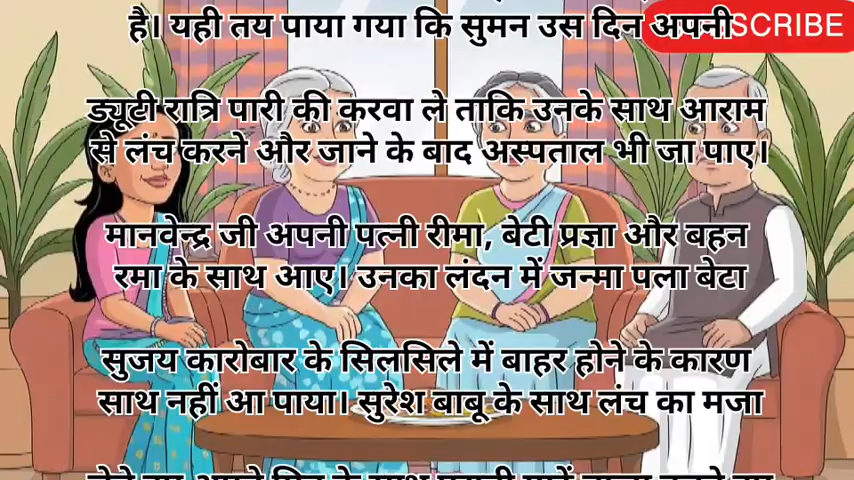 है। यही तय पाया गया कि सुमन उस दिन अपनी
SCRIBE
ड्यूटी रात्रि पारी की करवा ले ताकि उनके साथ आराम
से लंच करने और जाने के बाद अस्पताल भी जा पाए।
मानवेन्द्र जी अपनी पत्नी रीमा, बेटी प्रज्ञा और बहन
रमा के साथ आए। उनका लंदन में जन्मा पला बेटा
सुजय कारोबार के सिलसिले में बाहर होने के कारण
साथ नहीं आ पाया। सुरेश बाबू के साथ लंच का मजा